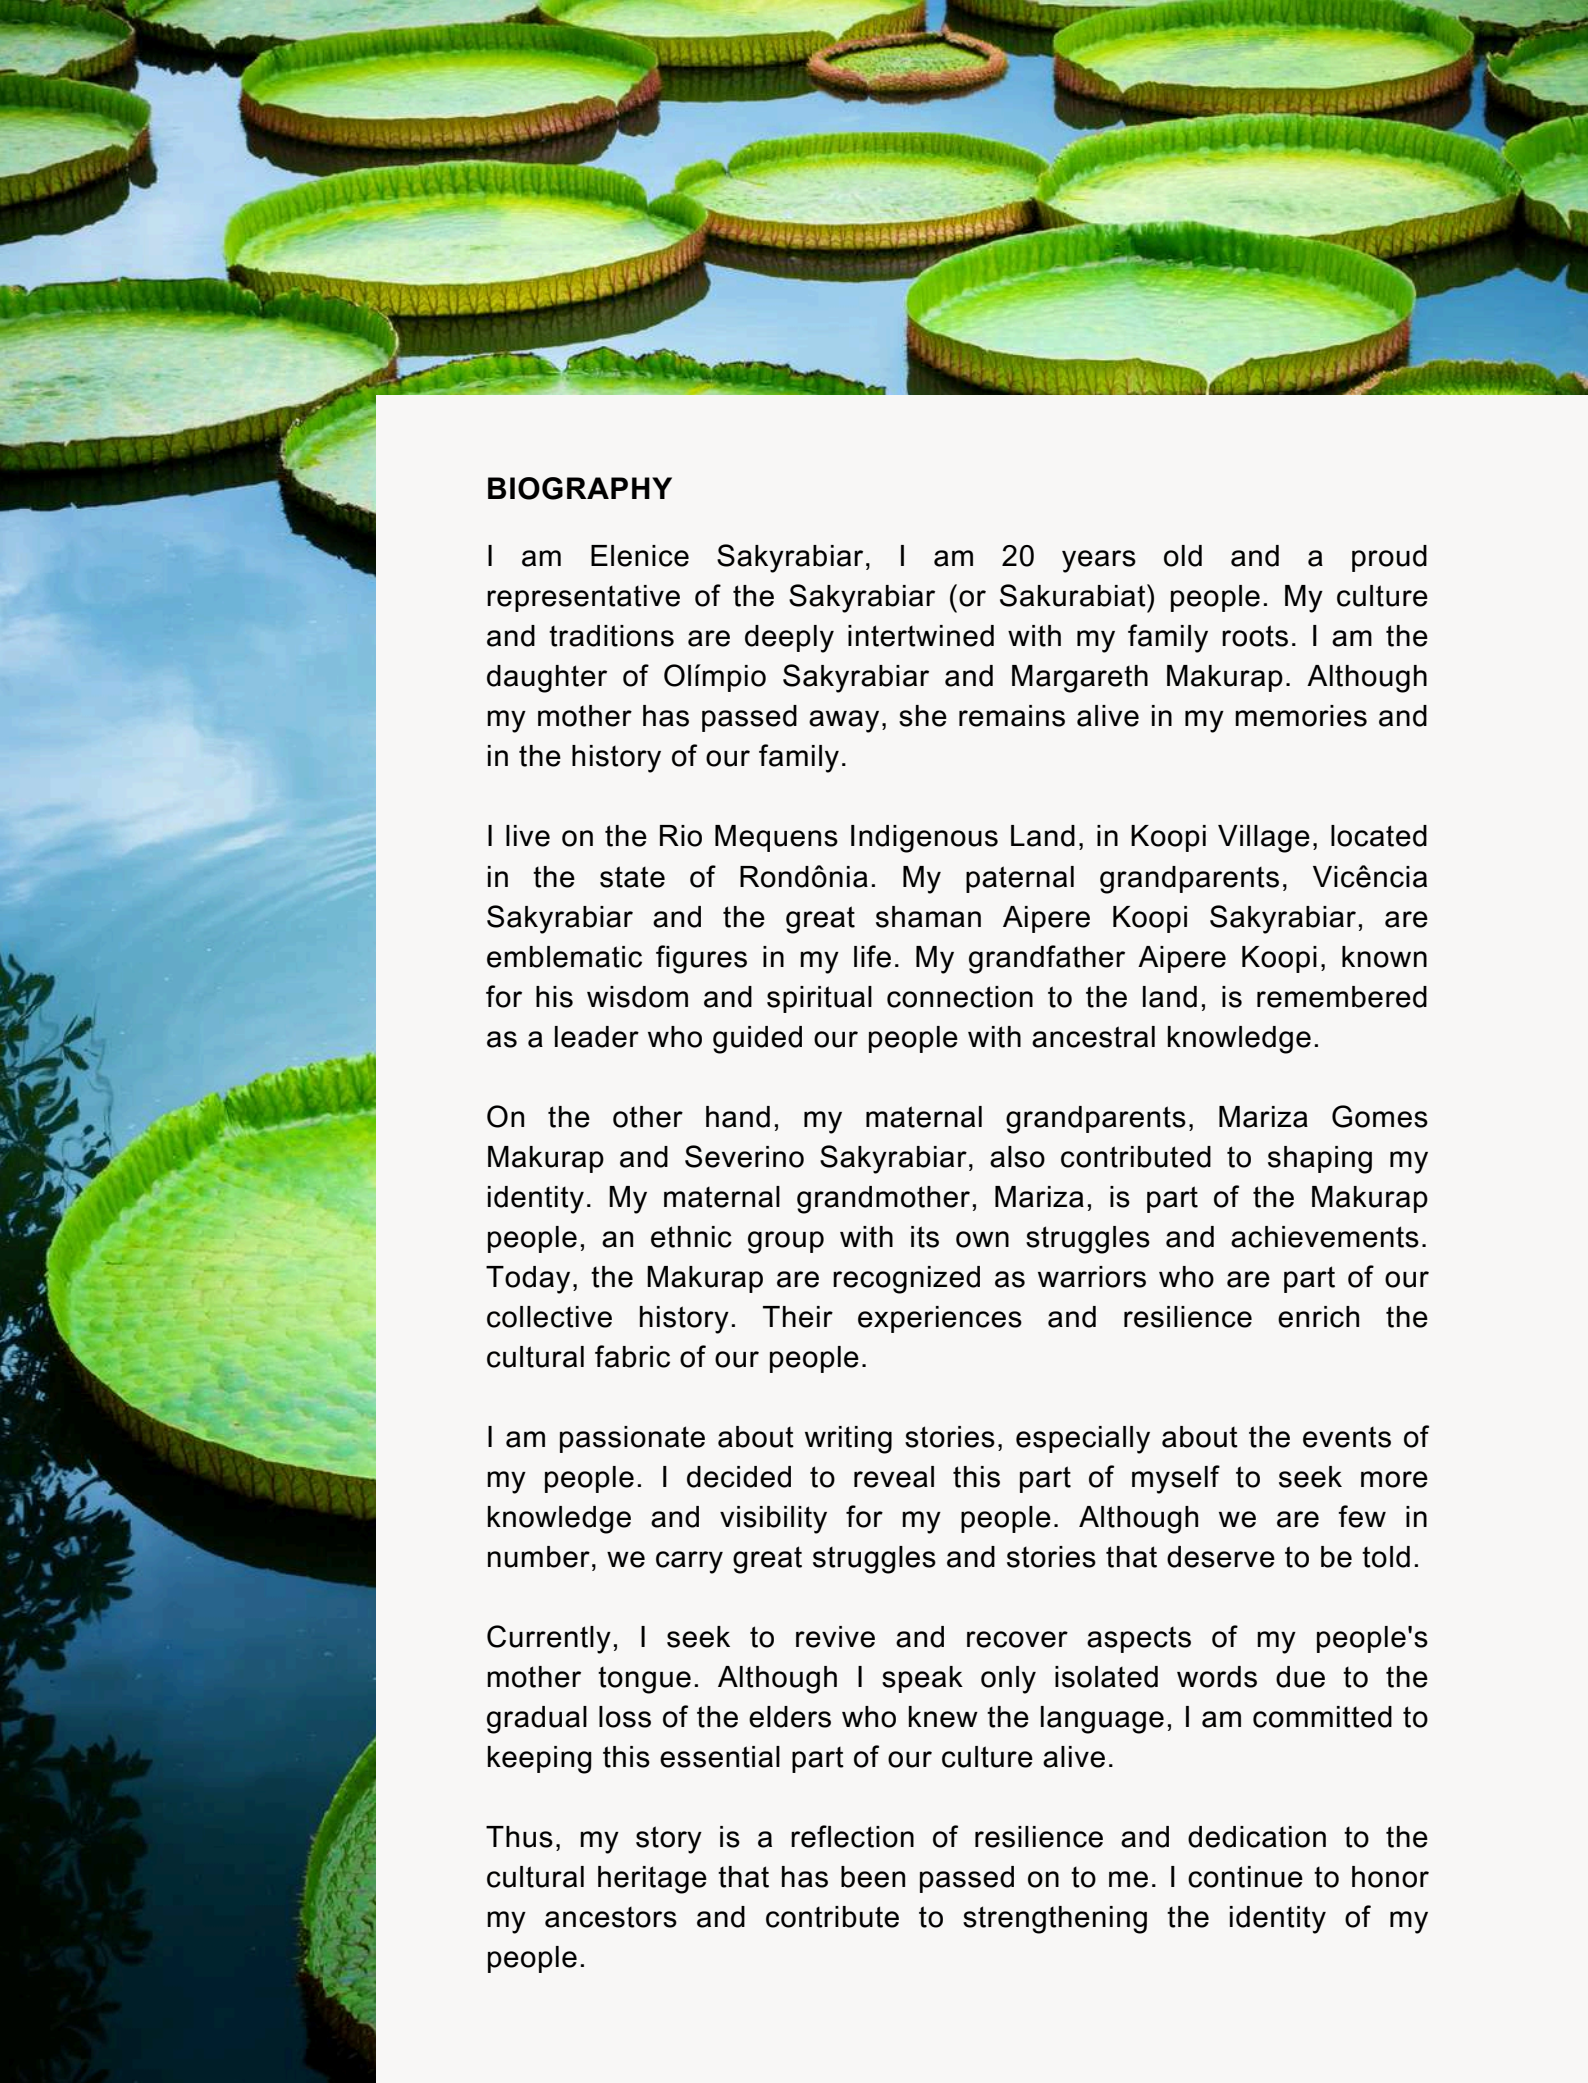 BIOGRAPHY
I am Elenice Sakyrabiar, I am 20 years old and a proud
representative of the Sakyrabiar (or Sakurabiat) people. My culture
and traditions are deeply intertwined with my family roots. I am the
daughter of Olímpio Sakyrabiar and Margareth Makurap. Although
my mother has passed away, she remains alive in my memories and
in the history of our family.
I live on the Rio Mequens Indigenous Land, in Koopi Village, located
in the state of Rondônia. My paternal grandparents, Vicência
Sakyrabiar and the great shaman Aipere Koopi Sakyrabiar, are
emblematic figures in my life. My grandfather Aipere Koopi, known
for his wisdom and spiritual connection to the land, is remembered
as a leader who guided our people with ancestral knowledge.
On the other hand, my maternal grandparents, Mariza Gomes
Makurap and Severino Sakyrabiar, also contributed to shaping my
identity. My maternal grandmother, Mariza, is part of the Makurap
people, an ethnic group with its own struggles and achievements.
Today, the Makurap are recognized as warriors who are part of our
collective history. Their experiences and resilience enrich the
cultural fabric of our people.
I am passionate about writing stories, especially about the events of
my people. I decided to reveal this part of myself to seek more
knowledge and visibility for my people. Although we are few in
number, we carry great struggles and stories that deserve to be told.
Currently, I seek to revive and recover aspects of my people's
mother tongue. Although I speak only isolated words due to the
gradual loss of the elders who knew the language, I am committed to
keeping this essential part of our culture alive.
Thus, my story is a reflection of resilience and dedication to the
cultural heritage that has been passed on to me. I continue to honor
my ancestors and contribute to strengthening the identity of my
people.